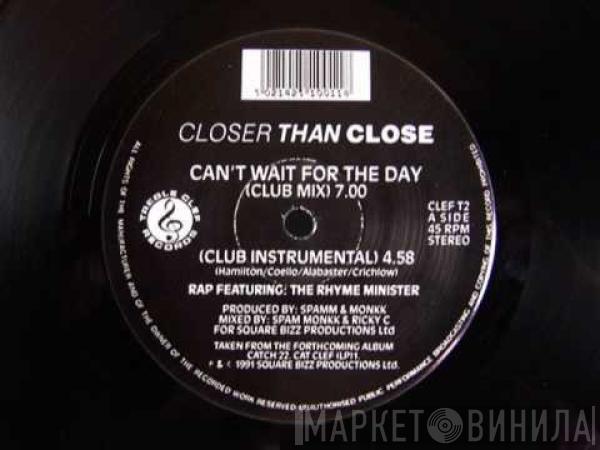 5 021421 100118
CLOSER THAN CLOSE
CAN'T WAIT FOR THE DAY
(CLUB MIX) 7.00
TREBLE CLEF
RECORDS
CLEF T2
A SIDE
45 RPM
STEREO
(CLUB INSTRUMENTAL) 4.58
(Hamilton/Coello/Alabaster/Crichlow)
RAP FEATURING: THE RHYME MINISTER
PRODUCED BY: SPAMM & MONKK
MIXED BY: SPAM MONKK & RICKY C
FOR SQUARE BIZZ PRODUCTIONS Ltd
TAKEN FROM THE FORTHCOMING ALBUM
CATCH 22. CAT CLEF (LP)1.
1991 SQUARE BIZZ PRODUCTIONS Ltd.
ALL RIGHTS OF THE MANUFACTURER AND OF THE OWNER OF THE RECORDED WORK RESERVED. UNAUTHORISED PUBLIC PERFORMANCE, BROADCASTING AND COPYING OF THIS RECORD PROHIBITED
МАРКЕТ ВИНИЛА